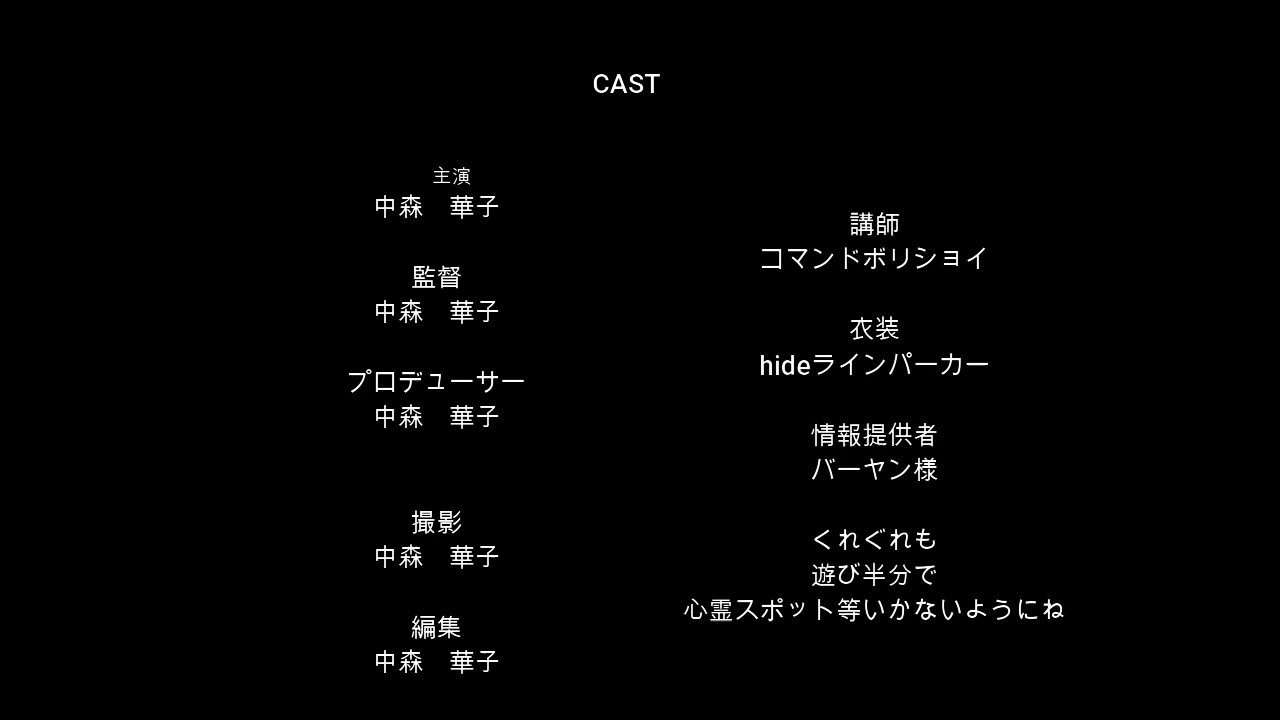 CAST
主演
中森　華子
監督
中森　華子
プロデューサー
中森　華子
撮影
中森　華子
編集
中森　華子
講師
コマンドボリショイ
衣装
hideラインパーカー
情報提供者
バーヤン様
くれぐれも
遊び半分で
心霊スポット等いかないようにね